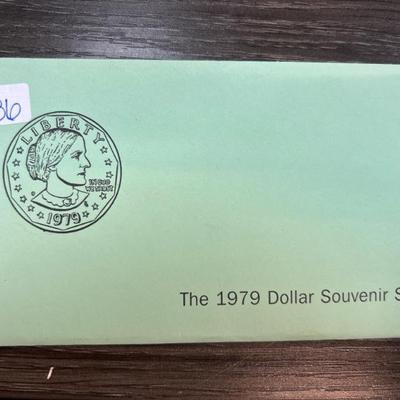 LIBERTY
IN GOD
WE TRUST
1979
The 1979 Dollar Souvenir S